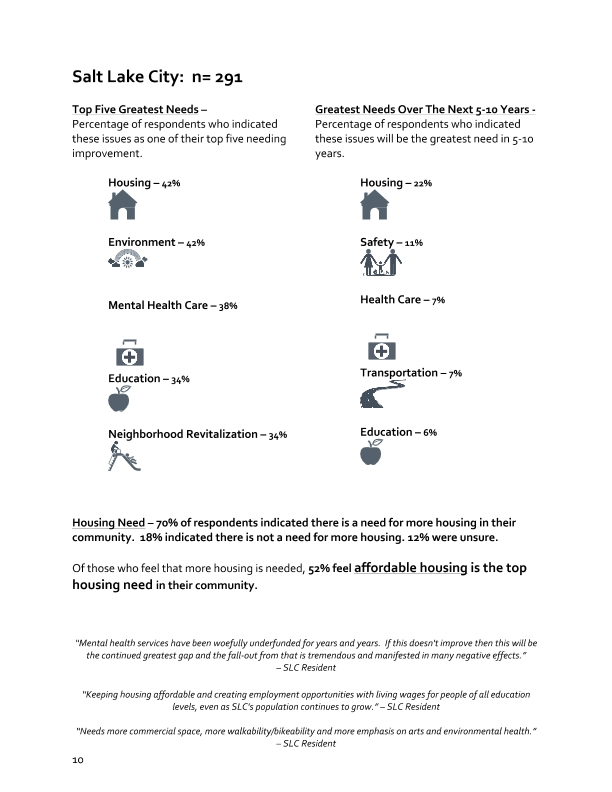 Salt Lake City:  n= 291
Top Five Greatest Needs –
Percentage of respondents who indicated
these issues as one of their top five needing
improvement.
Housing – 42%
Environment – 42%
Mental Health Care – 38%
Education – 34%
Neighborhood Revitalization – 34%
Greatest Needs Over The Next 5-10 Years -
Percentage of respondents who indicated
these issues will be the greatest need in 5-10
years.
Housing – 22%
Safety – 11%
Health Care – 7%
Transportation – 7%
Education – 6%
Housing Need – 70% of respondents indicated there is a need for more housing in their
community.  18% indicated there is not a need for more housing. 12% were unsure.
Of those who feel that more housing is needed, 52% feel affordable housing is the top
housing need in their community.
"Mental health services have been woefully underfunded for years and years.  If this doesn't improve then this will be
the continued greatest gap and the fall-out from that is tremendous and manifested in many negative effects."
– SLC Resident
"Keeping housing affordable and creating employment opportunities with living wages for people of all education
levels, even as SLC's population continues to grow." – SLC Resident
"Needs more commercial space, more walkability/bikeability and more emphasis on arts and environmental health."
– SLC Resident
10